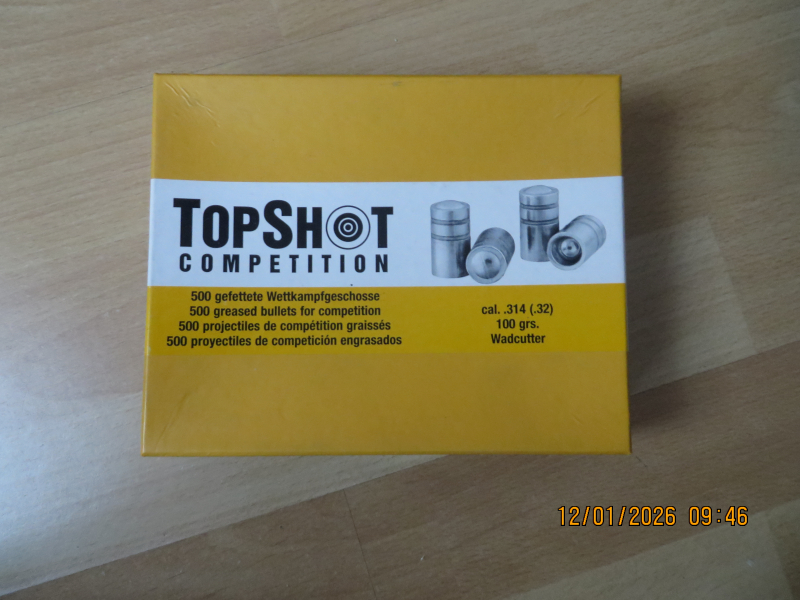 TOPSHOT
COMPETITION
500 gefettete Wettkampfgeschosse
500 greased bullets for competition
500 projectiles de compétition graissés
500 proyectiles de competición engrasados
cal. .314 (.32)
100 grs.
Wadcutter
12/01/2026 09:46